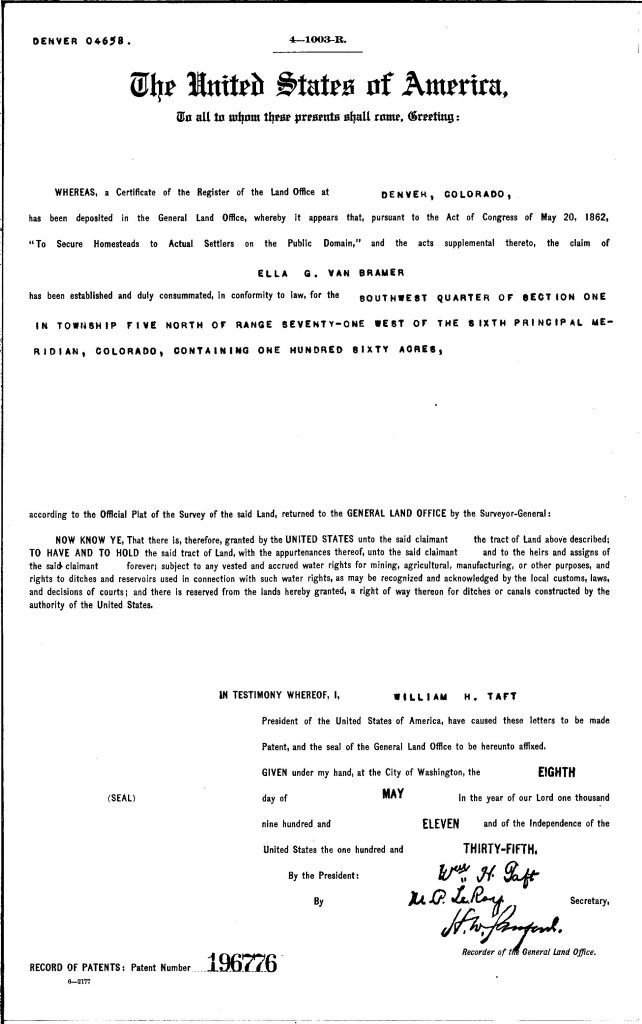 DENVER 04658.
4—1003-R.
The United States of America,
To all to whom these presents shall come, Greeting:
WHEREAS, a Certificate of the Register of the Land Office at DENVER, COLORADO,
has been deposited in the General Land Office, whereby it appears that, pursuant to the Act of Congress of May 20, 1862,
"To Secure Homesteads to Actual Settlers on the Public Domain," and the acts supplemental thereto, the claim of
ELLA G. VAN BRAMER
has been established and duly consummated, in conformity to law, for the SOUTHWEST QUARTER OF SECTION ONE
IN TOWNSHIP FIVE NORTH OF RANGE SEVENTY-ONE WEST OF THE SIXTH PRINCIPAL ME-
RIDIAN, COLORADO, CONTAINING ONE HUNDRED SIXTY ACRES,
according to the Official Plat of the Survey of the said Land, returned to the GENERAL LAND OFFICE by the Surveyor-General:
NOW KNOW YE, That there is, therefore, granted by the UNITED STATES unto the said claimant the tract of Land above described;
TO HAVE AND TO HOLD the said tract of Land, with the appurtenances thereof, unto the said claimant and to the heirs and assigns of
the said claimant forever; subject to any vested and accrued water rights for mining, agricultural, manufacturing, or other purposes, and
rights to ditches and reservoirs used in connection with such water rights, as may be recognized and acknowledged by the local customs, laws,
and decisions of courts; and there is reserved from the lands hereby granted, a right of way thereon for ditches or canals constructed by the
authority of the United States.
IN TESTIMONY WHEREOF, I, WILLIAM H. TAFT
President of the United States of America, have caused these letters to be made
Patent, and the seal of the General Land Office to be hereunto affixed.
GIVEN under my hand, at the City of Washington, the EIGHTH
(SEAL) day of MAY in the year of our Lord one thousand
nine hundred and ELEVEN and of the Independence of the
United States the one hundred and THIRTY-FIFTH.
By the President: Wm H. Taft
By M. P. LeRoy Secretary,
H. W. Sanford.
Recorder of the General Land Office.
RECORD OF PATENTS: Patent Number 196776
6—2177